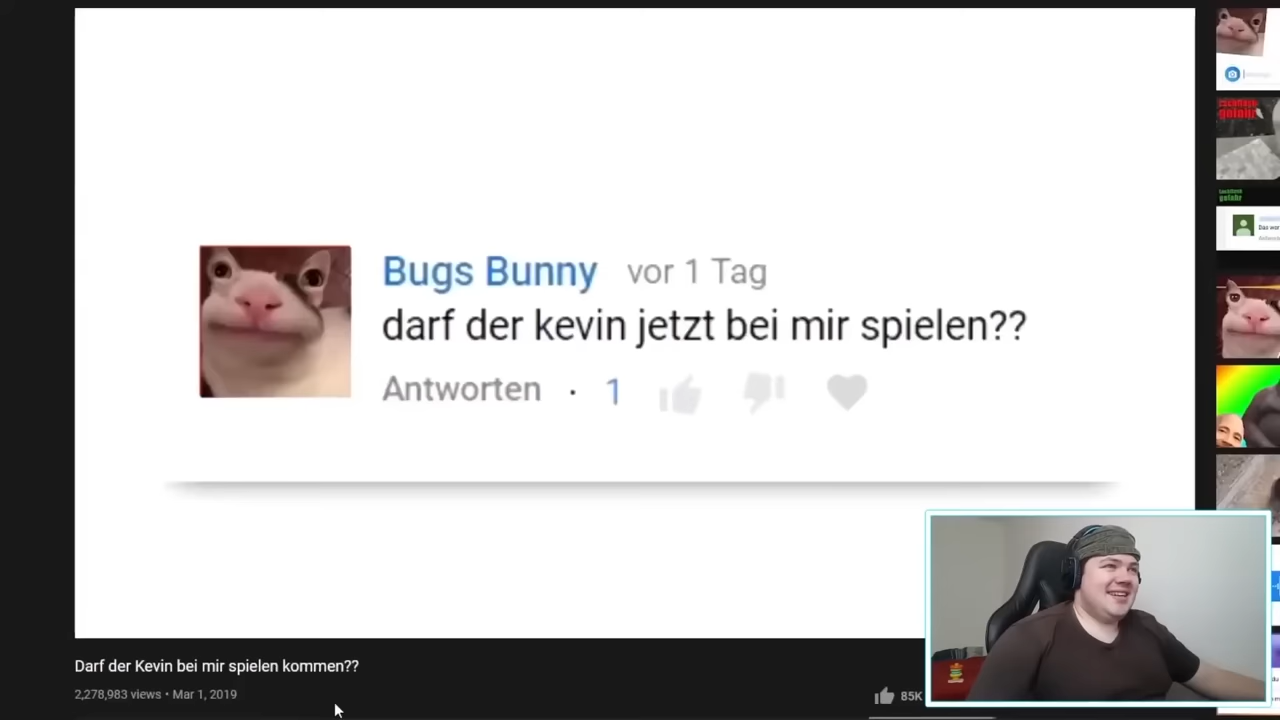 Bugs Bunny vor 1 Tag
darf der kevin jetzt bei mir spielen??
Antworten · 1
Darf der Kevin bei mir spielen kommen??
2,278,983 views • Mar 1, 2019
85K